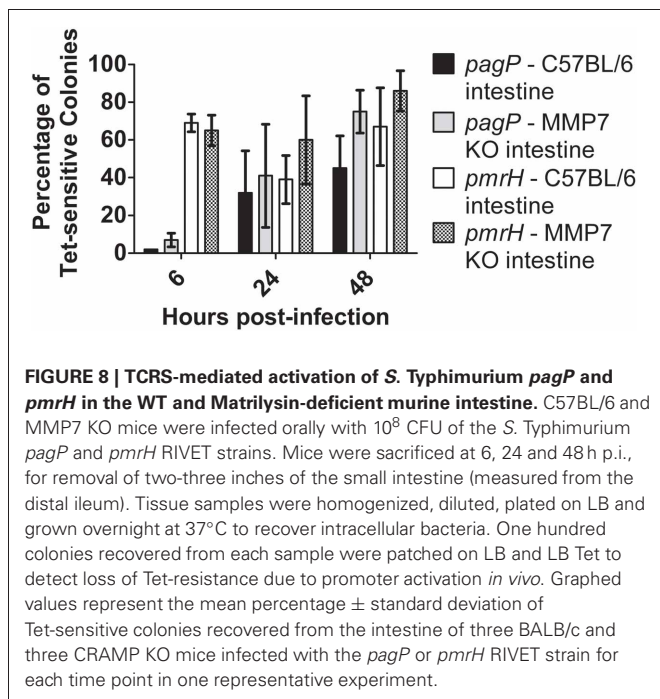 Percentage of
Tet-sensitive Colonies
100
80
60
40
20
0
6
24
48
Hours post-infection
pagP - C57BL/6
intestine
pagP - MMP7
KO intestine
pmrH - C57BL/6
intestine
pmrH - MMP7
KO intestine
FIGURE 8 | TCRS-mediated activation of S. Typhimurium pagP and
pmrH in the WT and Matrilysin-deficient murine intestine. C57BL/6 and
MMP7 KO mice were infected orally with 10⁸ CFU of the S. Typhimurium
pagP and pmrH RIVET strains. Mice were sacrificed at 6, 24 and 48 h p.i.,
for removal of two-three inches of the small intestine (measured from the
distal ileum). Tissue samples were homogenized, diluted, plated on LB and
grown overnight at 37°C to recover intracellular bacteria. One hundred
colonies recovered from each sample were patched on LB and LB Tet to
detect loss of Tet-resistance due to promoter activation in vivo. Graphed
values represent the mean percentage ± standard deviation of
Tet-sensitive colonies recovered from the intestine of three BALB/c and
three CRAMP KO mice infected with the pagP or pmrH RIVET strain for
each time point in one representative experiment.